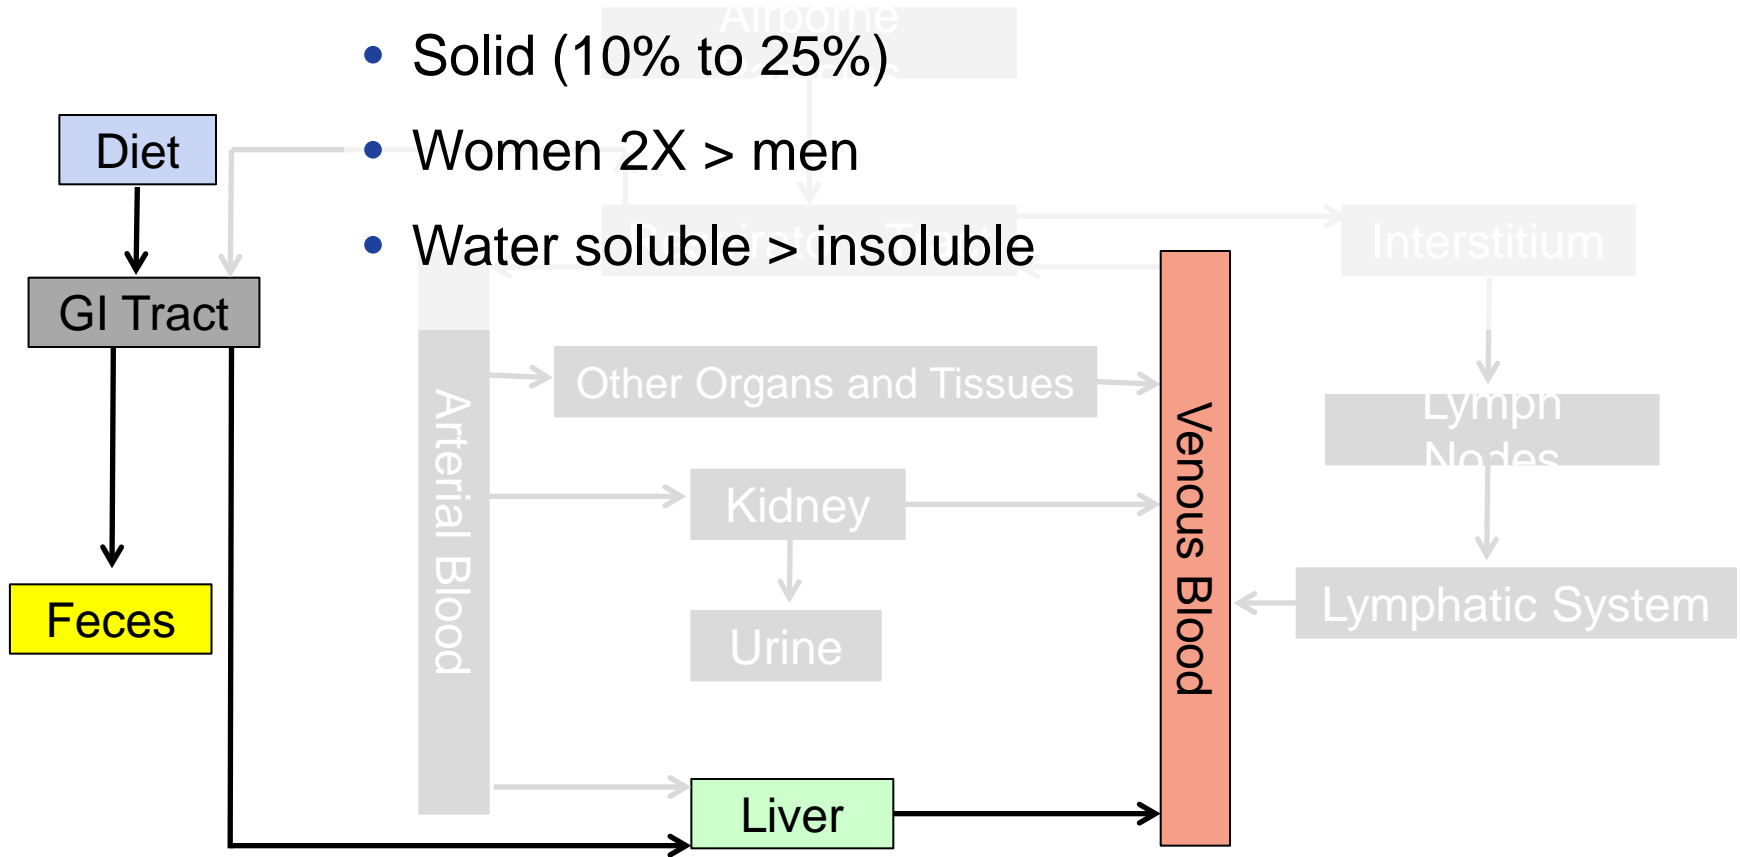 Airborne
• Solid (10% to 25%)
Diet
• Women 2X > men
• Water soluble > insoluble
Interstitium
GI Tract
Other Organs and Tissues
Arterial Blood
Venous Blood
Lymph
Nodes
Kidney
Feces
Urine
Lymphatic System
Liver